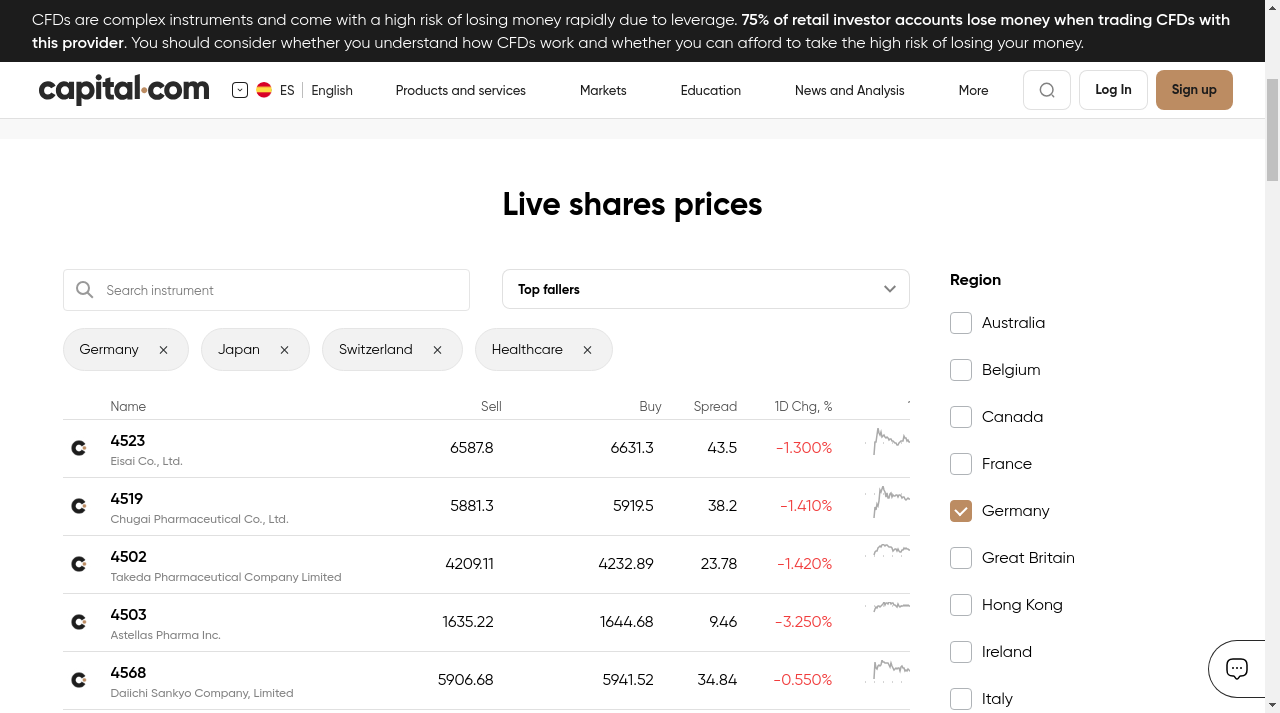 CFDs are complex instruments and come with a high risk of losing money rapidly due to leverage. 75% of retail investor accounts lose money when trading CFDs with
this provider. You should consider whether you understand how CFDs work and whether you can afford to take the high risk of losing your money.
capital.com ES English Products and services Markets Education News and Analysis More Log In Sign up
Live shares prices
Search instrument
Top fallers
Germany Japan Switzerland Healthcare
Name Sell Buy Spread 1D Chg, %
4523 6587.8 6631.3 43.5 -1.300%
Eisai Co., Ltd.
4519 5881.3 5919.5 38.2 -1.410%
Chugai Pharmaceutical Co., Ltd.
4502 4209.11 4232.89 23.78 -1.420%
Takeda Pharmaceutical Company Limited
4503 1635.22 1644.68 9.46 -3.250%
Astellas Pharma Inc.
4568 5906.68 5941.52 34.84 -0.550%
Daiichi Sankyo Company, Limited
Region
Australia
Belgium
Canada
France
Germany
Great Britain
Hong Kong
Ireland
Italy